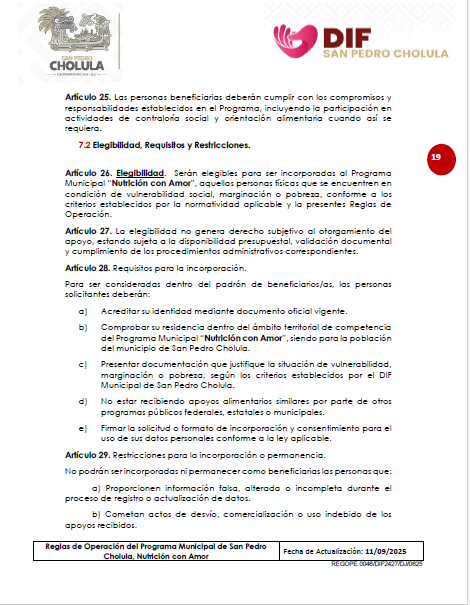 SAN PEDRO
CHOLULA
DIF
SAN PEDRO CHOLULA
Artículo 25. Las personas beneficiarias deberán cumplir con los compromisos y
responsabilidades establecidos en el Programa, incluyendo la participación en
actividades de contraloría social y orientación alimentaria cuando así se
requiera.
7.2 Elegibilidad, Requisitos y Restricciones.
19
Artículo 26. Elegibilidad. Serán elegibles para ser incorporadas al Programa
Municipal "Nutrición con Amor", aquellas personas físicas que se encuentren en
condición de vulnerabilidad social, marginación o pobreza, conforme a los
criterios establecidos por la normatividad aplicable y la presentes Reglas de
Operación.
Artículo 27. La elegibilidad no genera derecho subjetivo al otorgamiento del
apoyo, estando sujeta a la disponibilidad presupuestal, validación documental
y cumplimiento de los procedimientos administrativos correspondientes.
Artículo 28. Requisitos para la incorporación.
Para ser consideradas dentro del padrón de beneficiarios/as, las personas
solicitantes deberán:
a) Acreditar su identidad mediante documento oficial vigente.
b) Comprobar su residencia dentro del ámbito territorial de competencia
del Programa Municipal "Nutrición con Amor", siendo para la población
del municipio de San Pedro Cholula.
c) Presentar documentación que justifique la situación de vulnerabilidad,
marginación o pobreza, según los criterios establecidos por el DIF
Municipal de San Pedro Cholula.
d) No estar recibiendo apoyos alimentarios similares por parte de otros
programas públicos federales, estatales o municipales.
e) Firmar la solicitud o formato de incorporación y consentimiento para el
uso de sus datos personales conforme a la ley aplicable.
Artículo 29. Restricciones para la incorporación o permanencia.
No podrán ser incorporadas ni permanecer como beneficiarias las personas que:
a) Proporcionen información falsa, alterada o incompleta durante el
proceso de registro o actualización de datos.
b) Cometan actos de desvío, comercialización o uso indebido de los
apoyos recibidos.
Reglas de Operación del Programa Municipal de San Pedro
Cholula, Nutrición con Amor
Fecha de Actualización: 11/09/2025
REGOPE.0046/DIF2427/DJ/0625